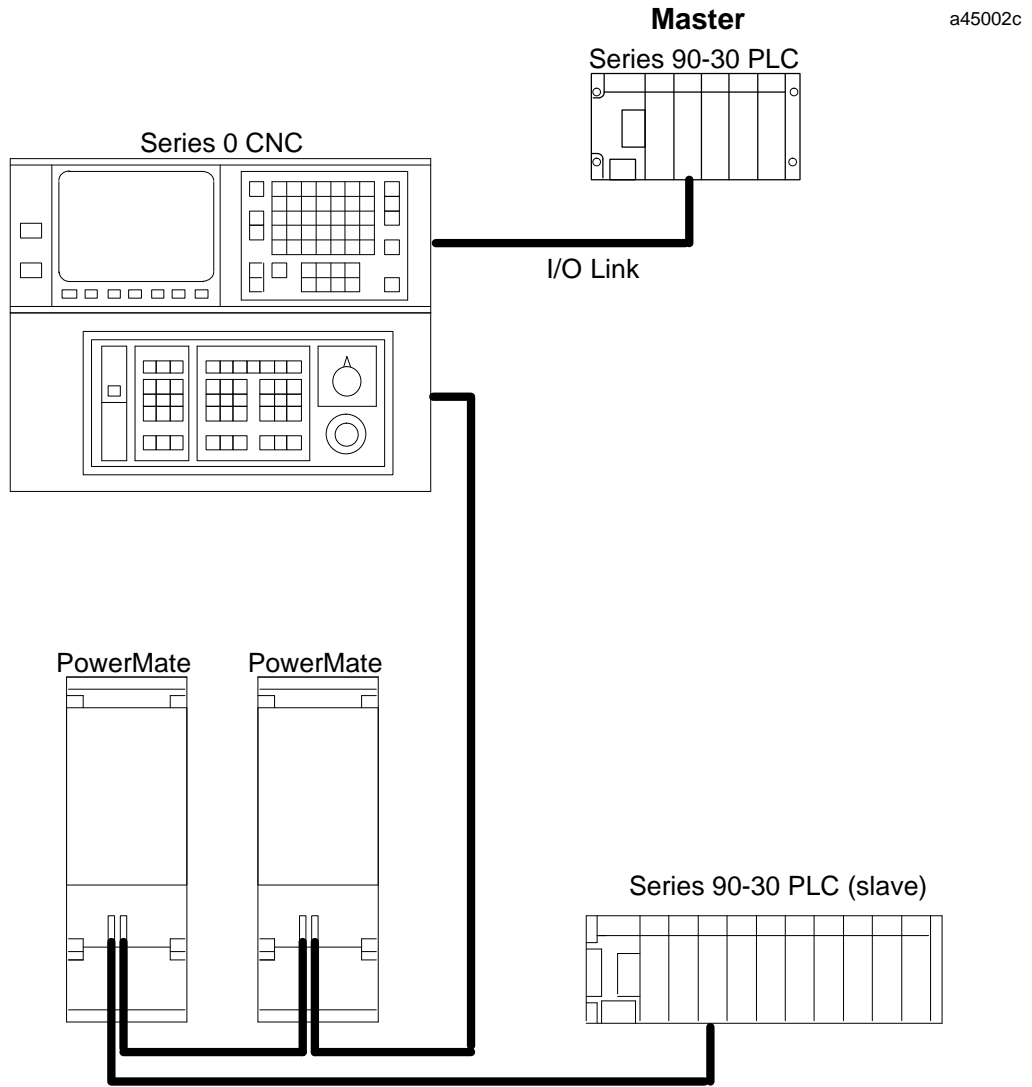 Master
a45002c
Series 90-30 PLC
Series 0 CNC
I/O Link
PowerMate
PowerMate
Series 90-30 PLC (slave)